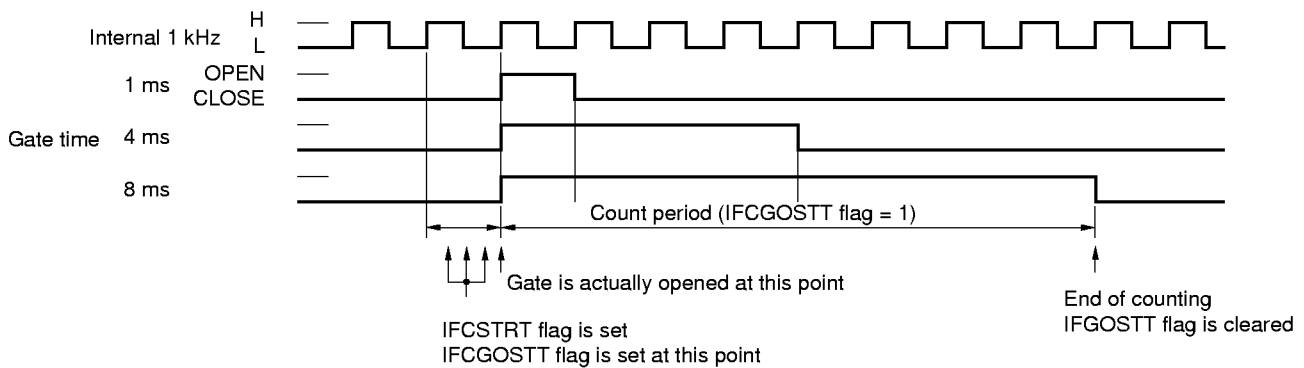 H
Internal 1 kHz
L
OPEN
1 ms
CLOSE
Gate time
4 ms
8 ms
Count period (IFCGOSTT flag = 1)
Gate is actually opened at this point
IFCSTRT flag is set
IFCGOSTT flag is set at this point
End of counting
IFGOSTT flag is cleared